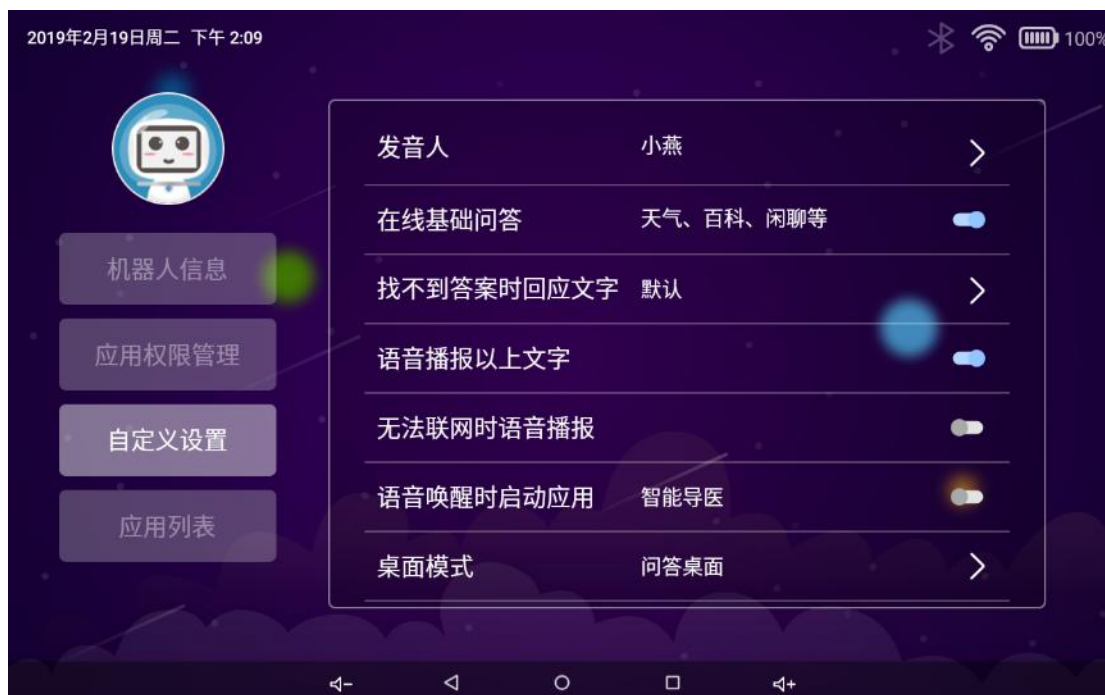 2019年2月19日周二 下午 2:09
100%
机器人信息
应用权限管理
自定义设置
应用列表
发音人 小燕
在线基础问答 天气、百科、闲聊等
找不到答案时回应文字 默认
语音播报以上文字
无法联网时语音播报
语音唤醒时启动应用 智能导医
桌面模式 问答桌面